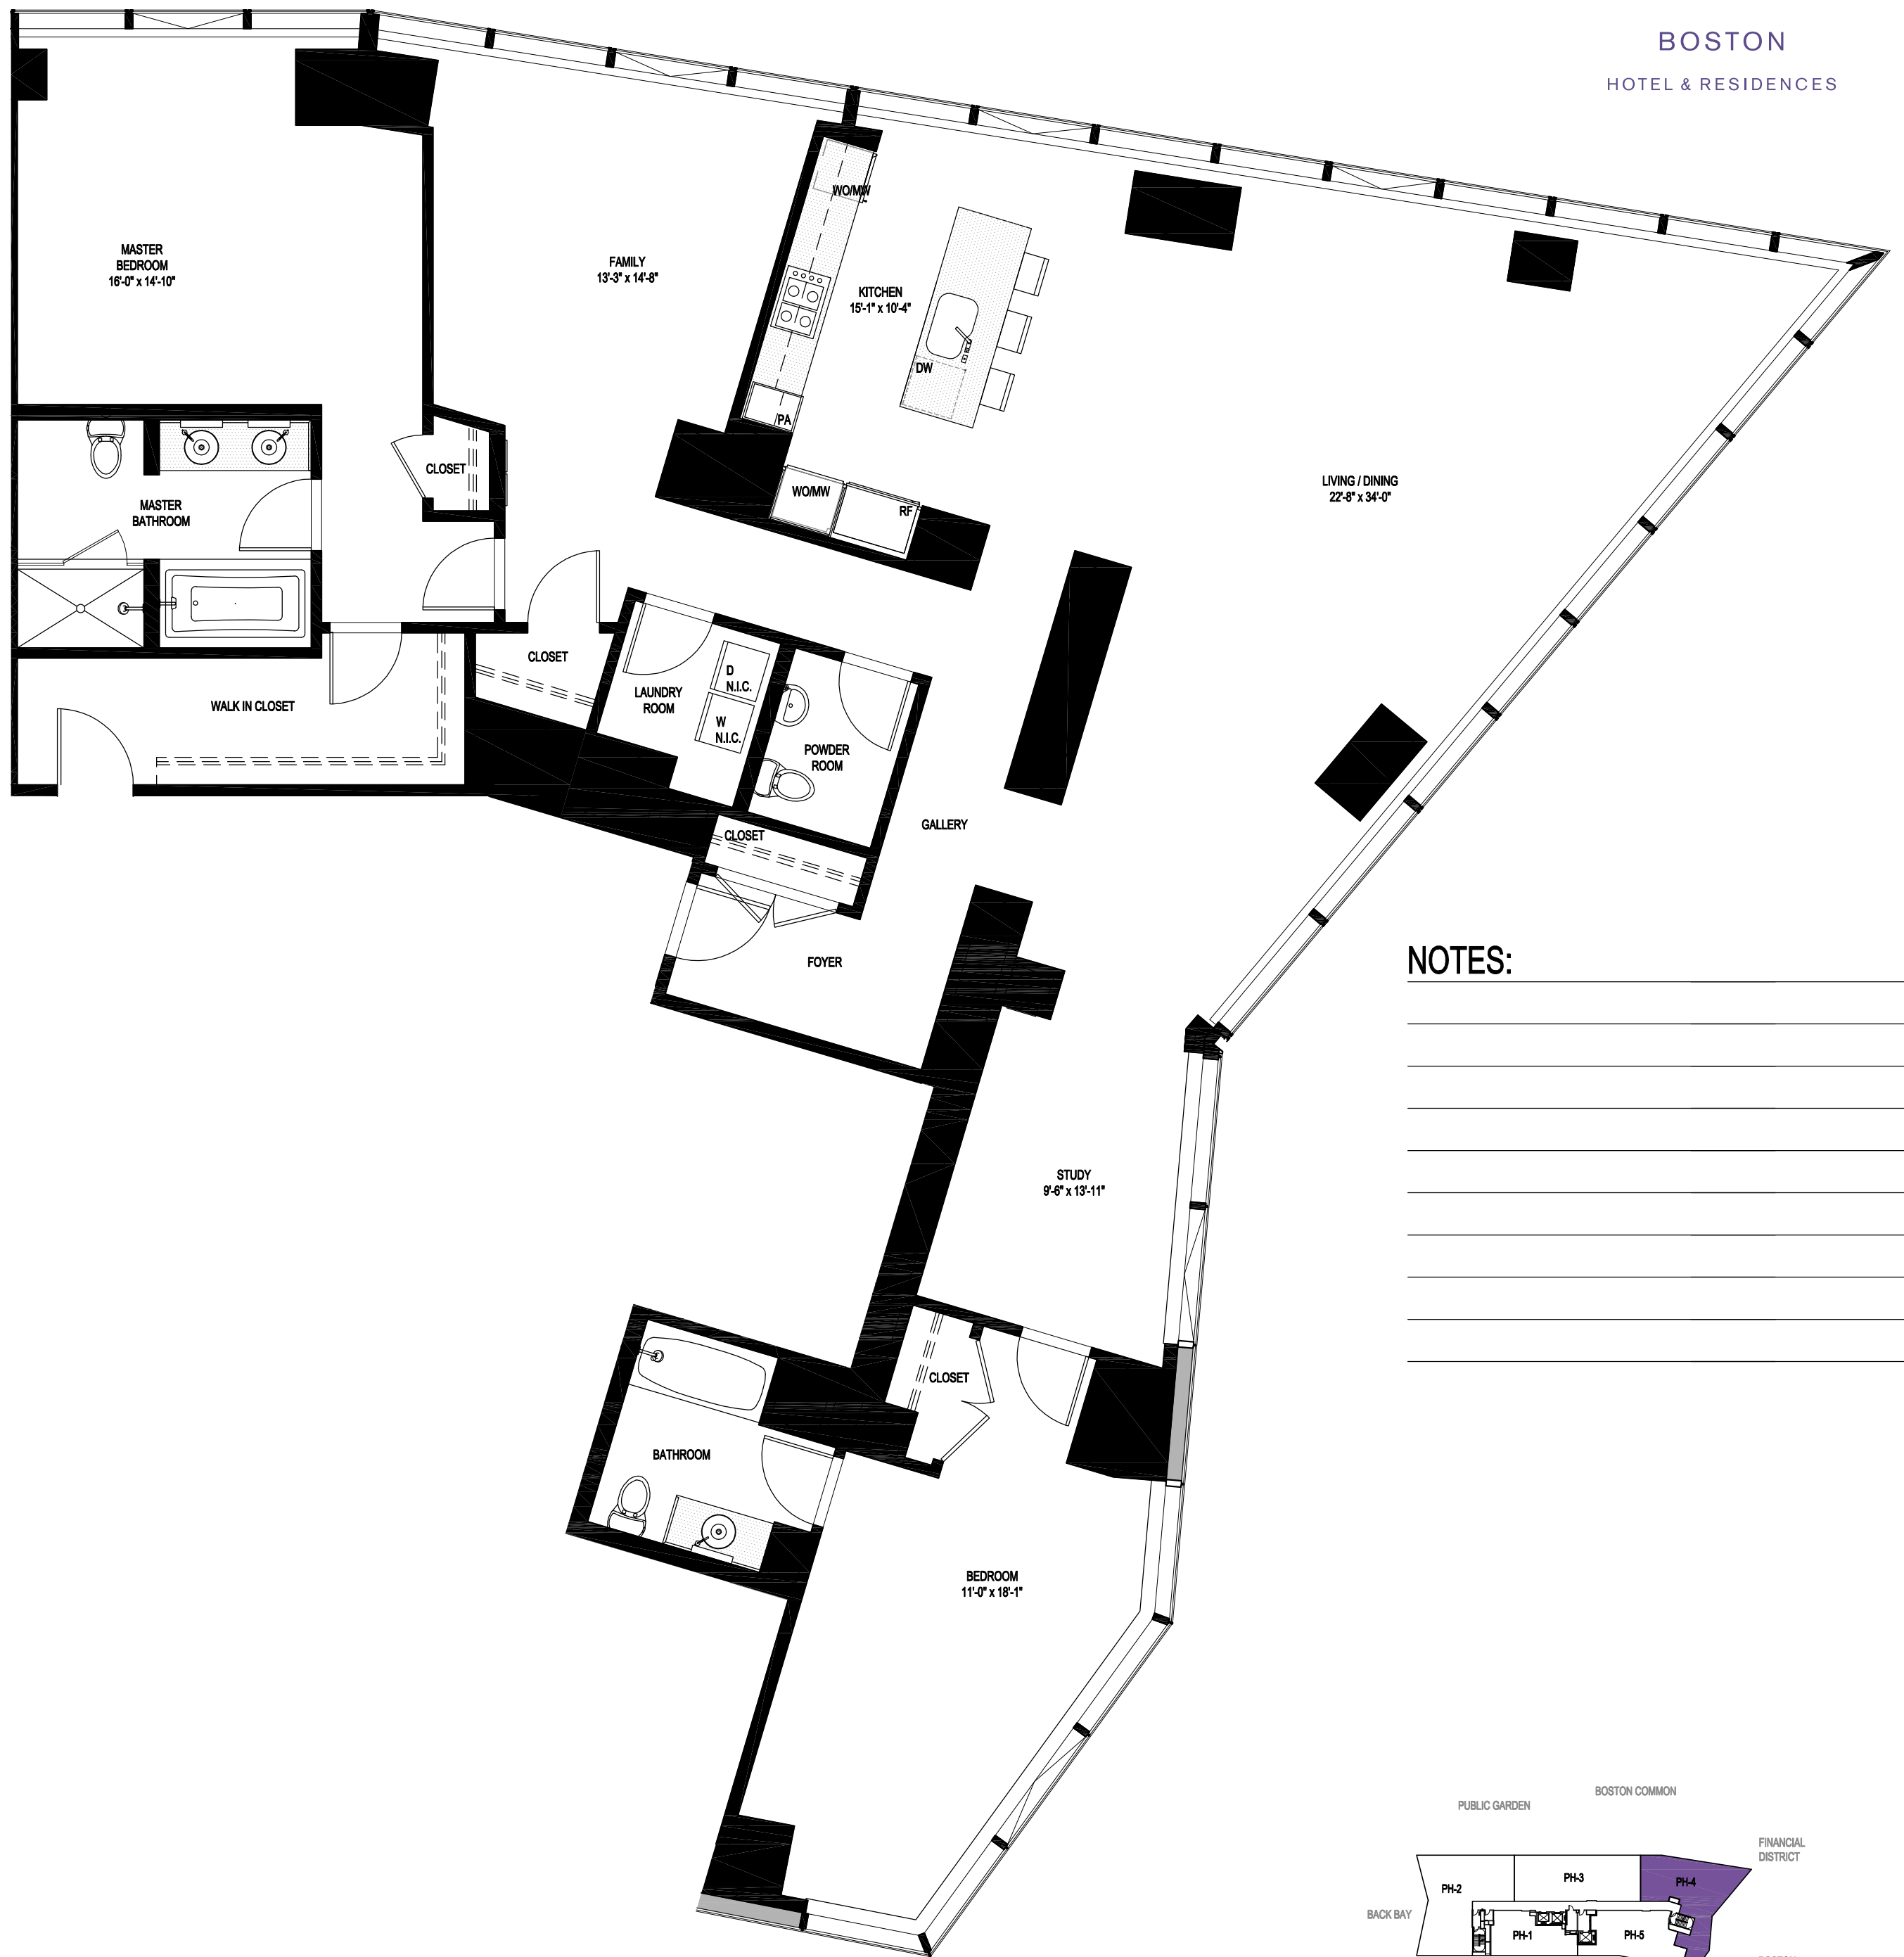 BOSTON
HOTEL & RESIDENCES
MASTER
BEDROOM
16'-0" x 14'-10"
FAMILY
13'-3" x 14'-8"
WO/MW
KITCHEN
15'-1" x 10'-4"
DW
PA
WO/MW
RF
LIVING / DINING
22'-8" x 34'-0"
CLOSET
MASTER
BATHROOM
CLOSET
WALK IN CLOSET
LAUNDRY
ROOM
D
N.I.C.
W
N.I.C.
POWDER
ROOM
GALLERY
CLOSET
FOYER
NOTES:
STUDY
9'-6" x 13'-11"
CLOSET
BATHROOM
BEDROOM
11'-0" x 18'-1"
BOSTON COMMON
PUBLIC GARDEN
FINANCIAL
DISTRICT
PH-2
PH-3
PH-4
BACK BAY
PH-1
PH-5